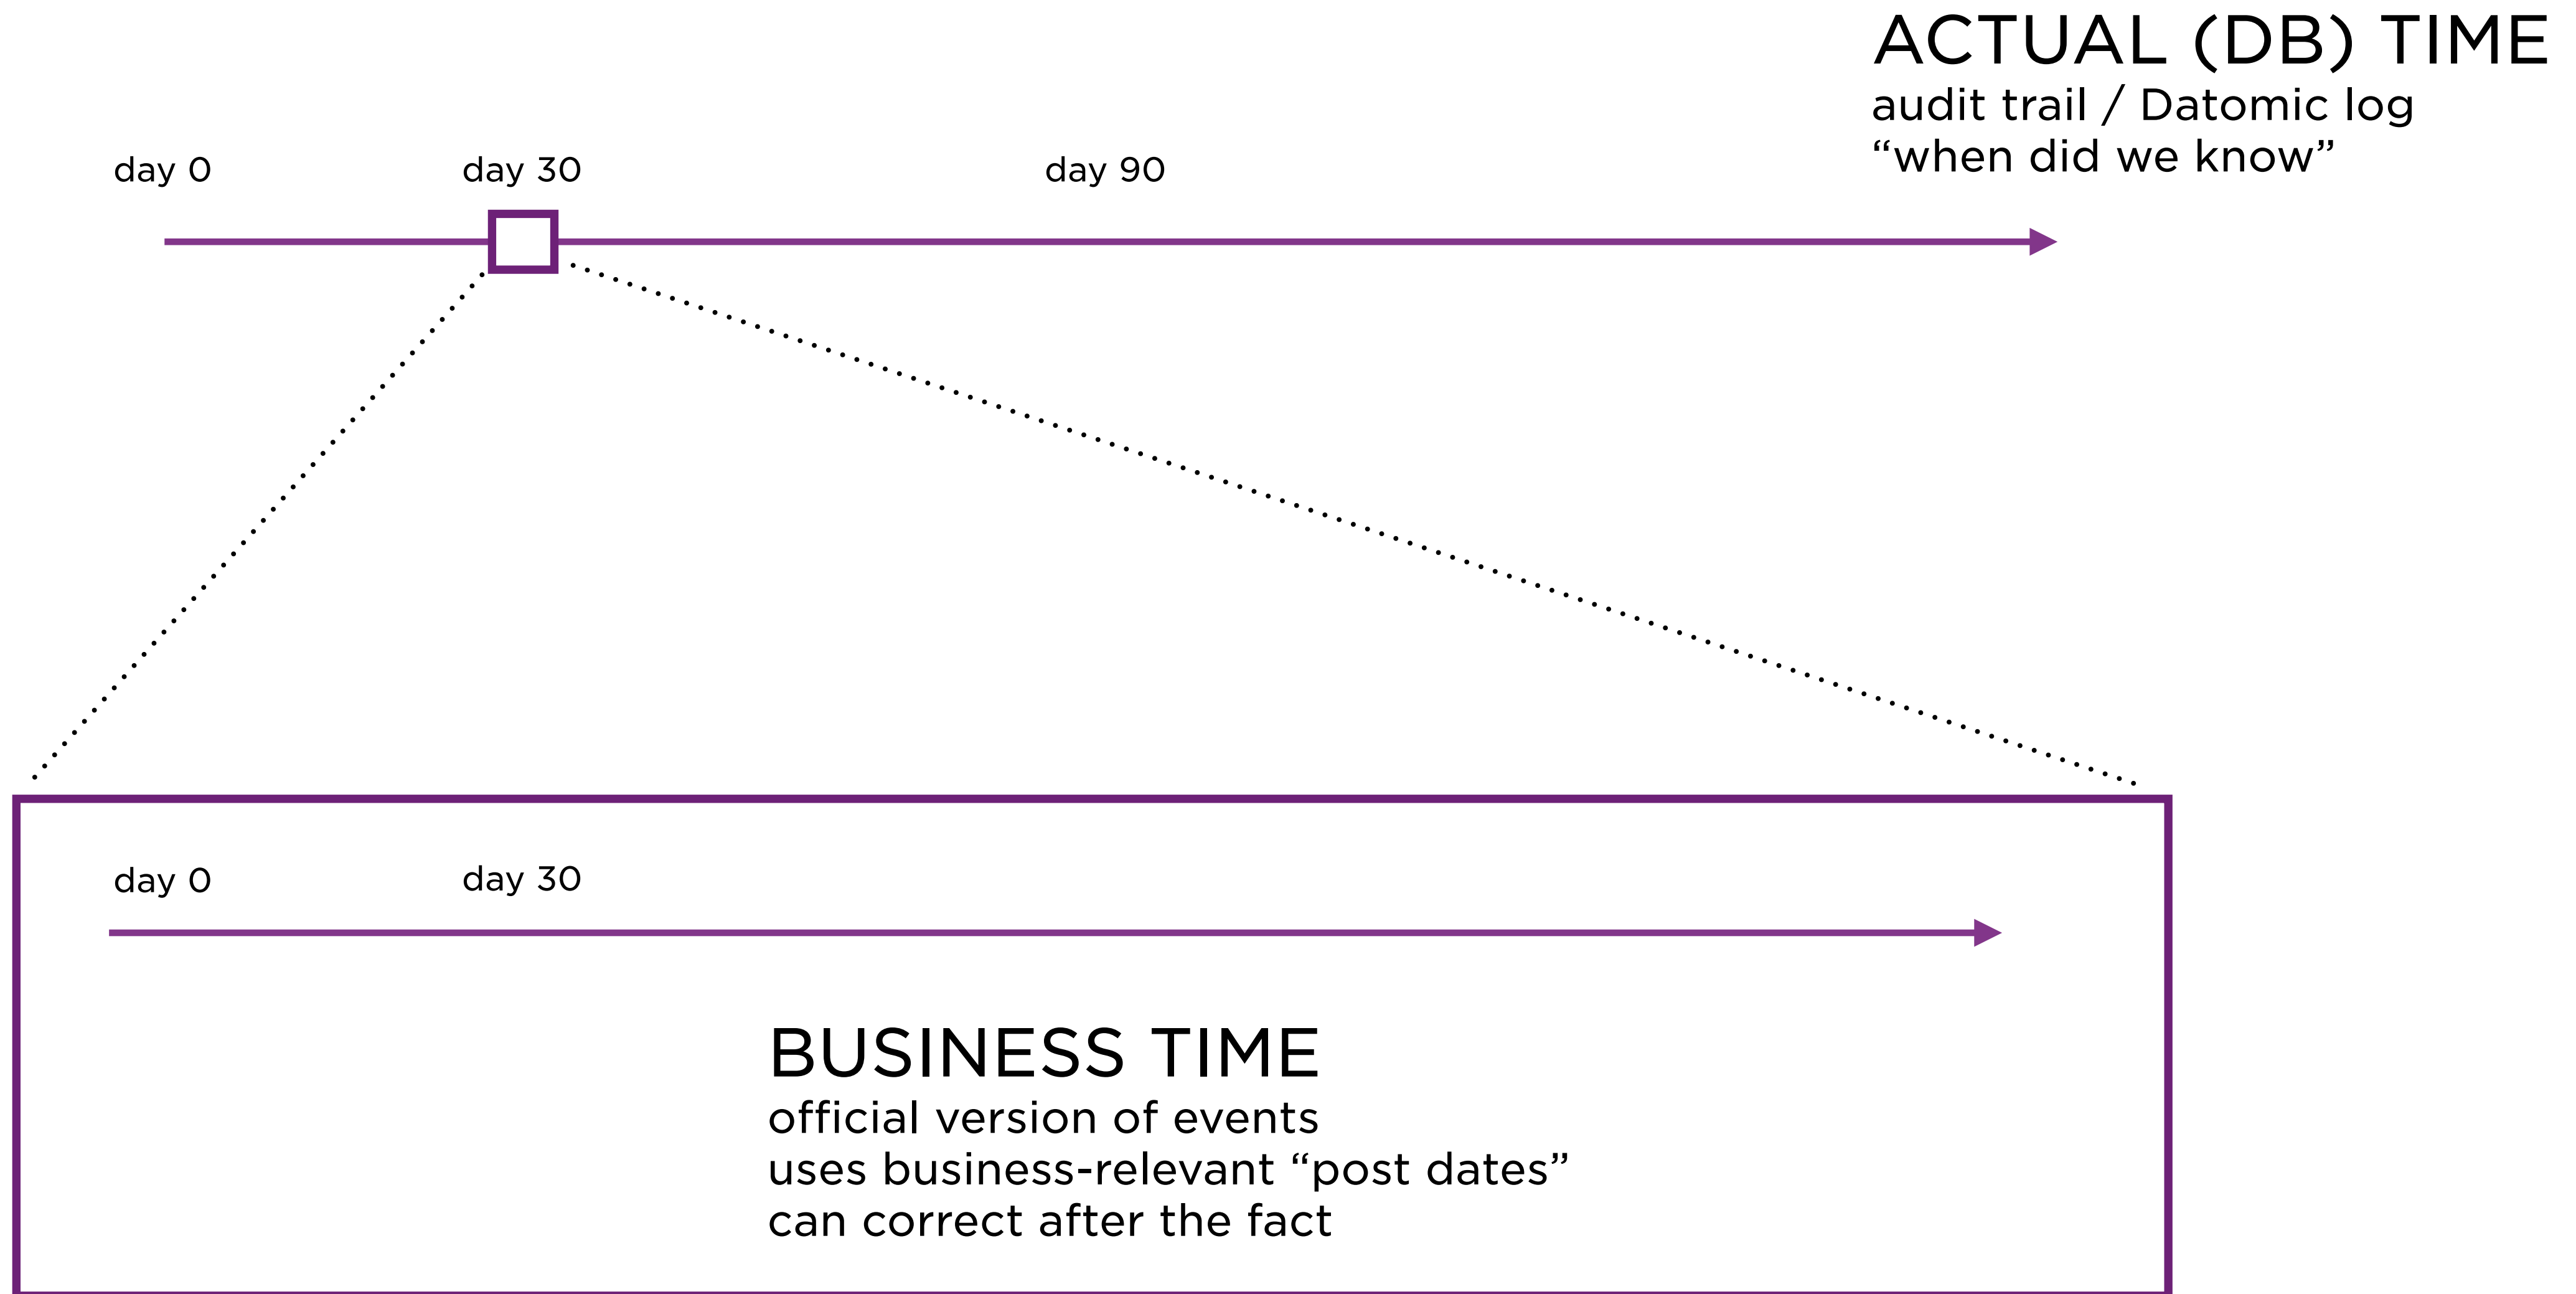 ACTUAL (DB) TIME
audit trail / Datomic log
“when did we know”
day 0 day 30 day 90
day 0 day 30
BUSINESS TIME
official version of events
uses business-relevant “post dates”
can correct after the fact